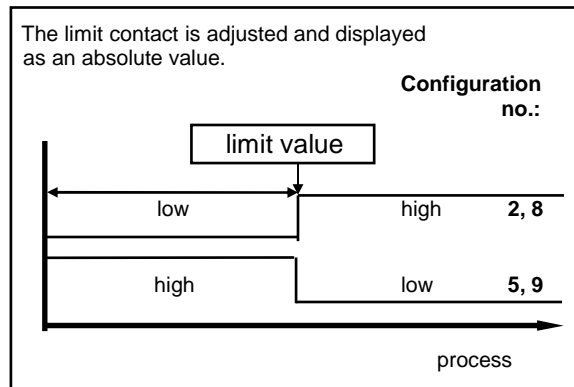 The limit contact is adjusted and displayed
as an absolute value.
Configuration
no.:
limit value
low high 2, 8
high low 5, 9
process